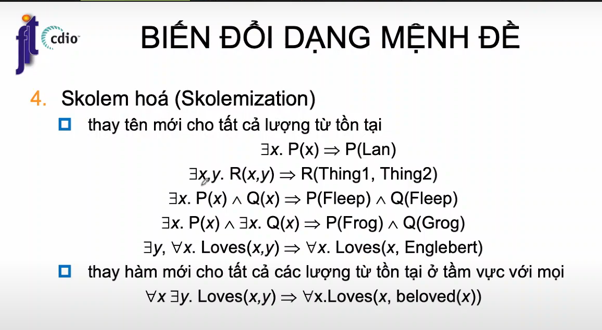 fit cdio
BIẾN ĐỔI DẠNG MỆNH ĐỀ
4. Skolem hoá (Skolemization)
thay tên mới cho tất cả lượng từ tồn tại
∃x. P(x) ⇒ P(Lan)
∃x,y. R(x,y) ⇒ R(Thing1, Thing2)
∃x. P(x) ∧ Q(x) ⇒ P(Fleep) ∧ Q(Fleep)
∃x. P(x) ∧ ∃x. Q(x) ⇒ P(Frog) ∧ Q(Grog)
∃y, ∀x. Loves(x,y) ⇒ ∀x. Loves(x, Englebert)
thay hàm mới cho tất cả các lượng từ tồn tại ở tầm vực với mọi
∀x ∃y. Loves(x,y) ⇒ ∀x.Loves(x, beloved(x))